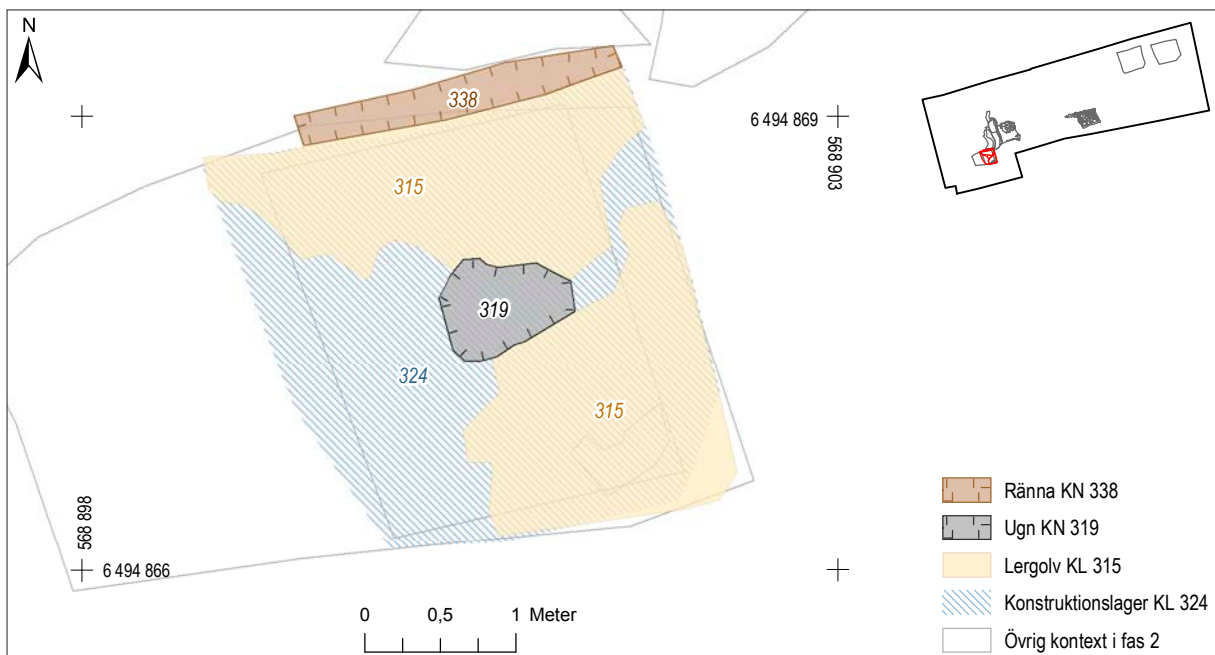 N
338
6 494 869
568 903
315
319
324
315
568 898
6 494 866
0 0,5 1 Meter
Ränna KN 338
Ugn KN 319
Lergolv KL 315
Konstruktionslager KL 324
Övrig kontext i fas 2